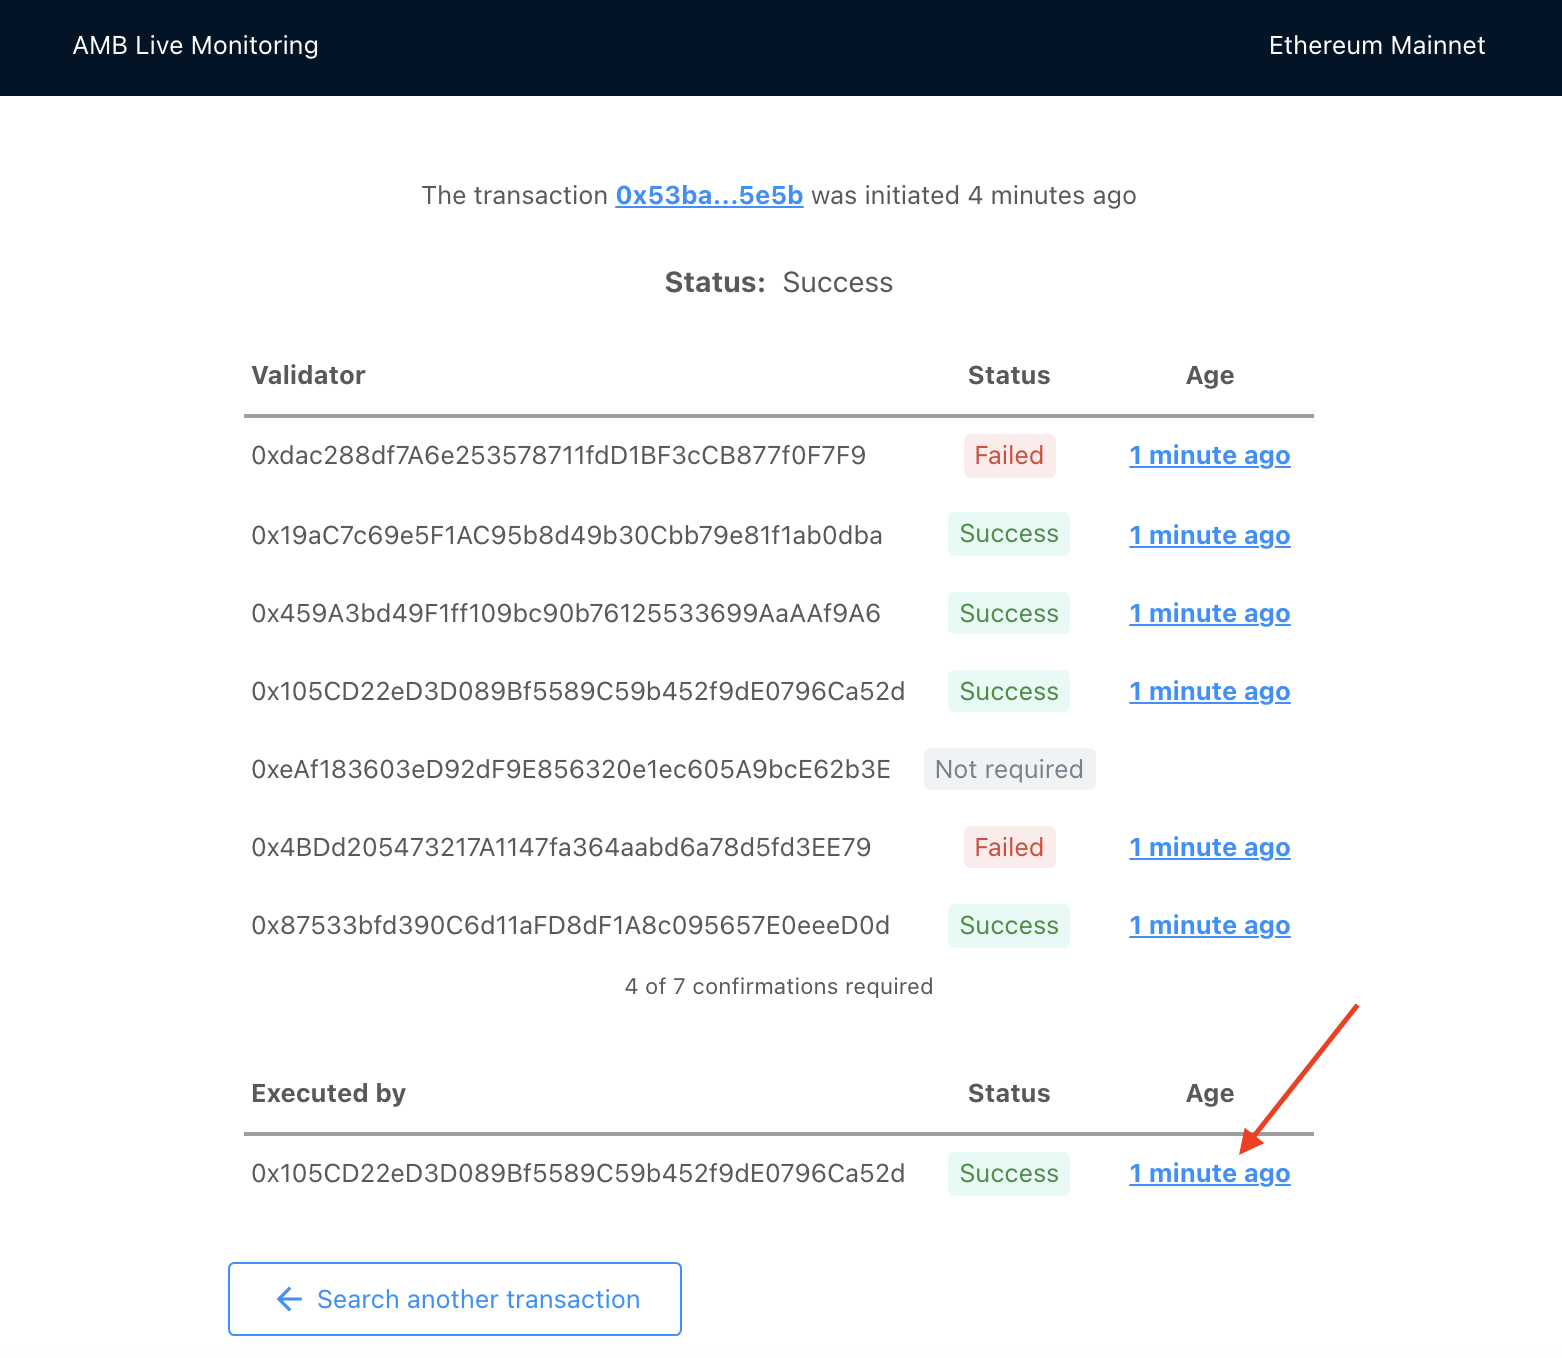 AMB Live Monitoring Ethereum Mainnet
The transaction 0x53ba...5e5b was initiated 4 minutes ago
Status: Success
Validator Status Age
0xdac288df7A6e253578711fdD1BF3cCB877f0F7F9 Failed 1 minute ago
0x19aC7c69e5F1AC95b8d49b30Cbb79e81f1ab0dba Success 1 minute ago
0x459A3bd49F1ff109bc90b76125533699AaAAf9A6 Success 1 minute ago
0x105CD22eD3D089Bf5589C59b452f9dE0796Ca52d Success 1 minute ago
0xeAf183603eD92dF9E856320e1ec605A9bcE62b3E Not required
0x4BDd205473217A1147fa364aabd6a78d5fd3EE79 Failed 1 minute ago
0x87533bfd390C6d11aFD8dF1A8c095657E0eeeD0d Success 1 minute ago
4 of 7 confirmations required
Executed by Status Age
0x105CD22eD3D089Bf5589C59b452f9dE0796Ca52d Success 1 minute ago
← Search another transaction